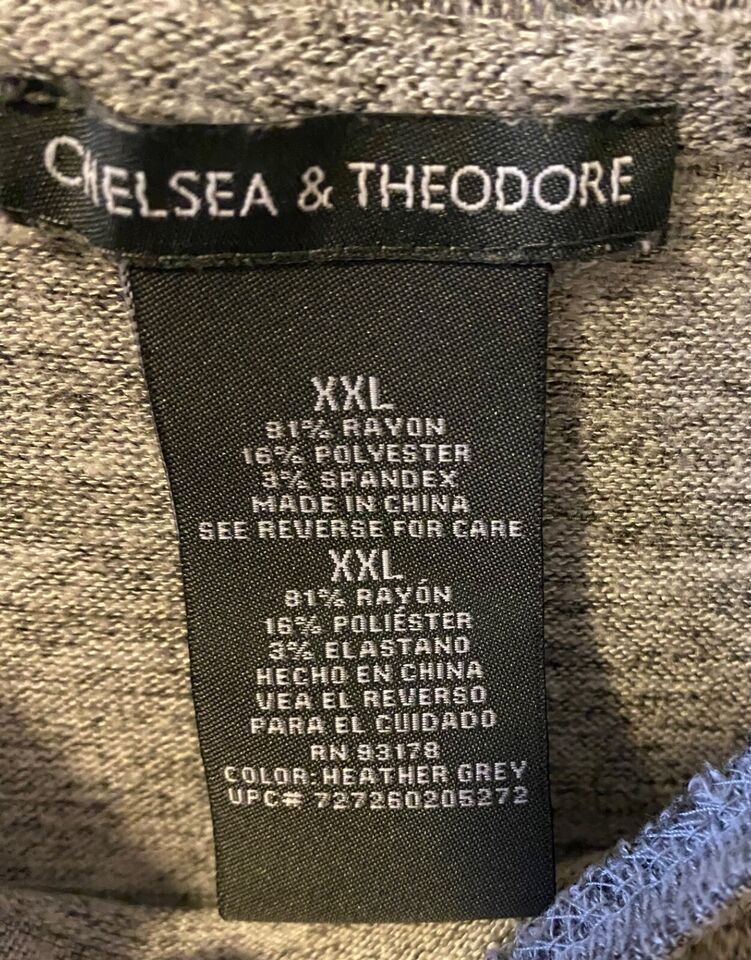 CHELSEA & THEODORE
XXL
81% RAYON
16% POLYESTER
3% SPANDEX
MADE IN CHINA
SEE REVERSE FOR CARE
XXL
81% RAYÓN
16% POLIÉSTER
3% ELASTANO
HECHO EN CHINA
VEA EL REVERSO
PARA EL CUIDADO
RN 93178
COLOR: HEATHER GREY
UPC# 727260205272